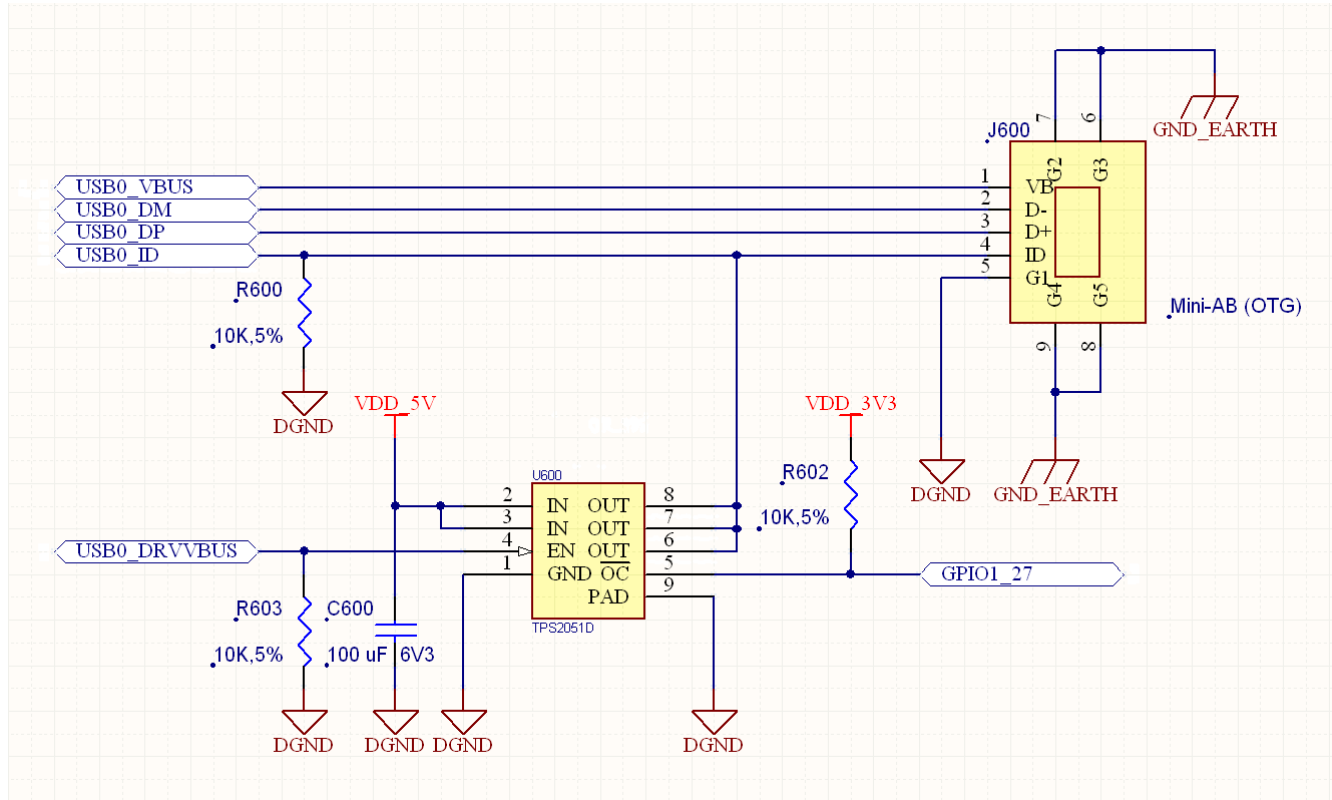 7
6
GND_EARTH
J600
G2
G3
USB0_VBUS
1
VB
USB0_DM
2
D-
USB0_DP
3
D+
USB0_ID
4
ID
5
G1
G4
G5
R600
10K,5%
DGND
Mini-AB (OTG)
9
8
VDD_5V
VDD_3V3
R602
10K,5%
DGND
GND_EARTH
U600
2
IN
OUT
8
3
IN
OUT
7
USB0_DRVVBUS
4
EN
OUT
6
1
GND
OC
5
GPIO1_27
PAD
9
TPS2051D
R603
10K,5%
C600
100 uF
6V3
DGND
DGND
DGND
DGND